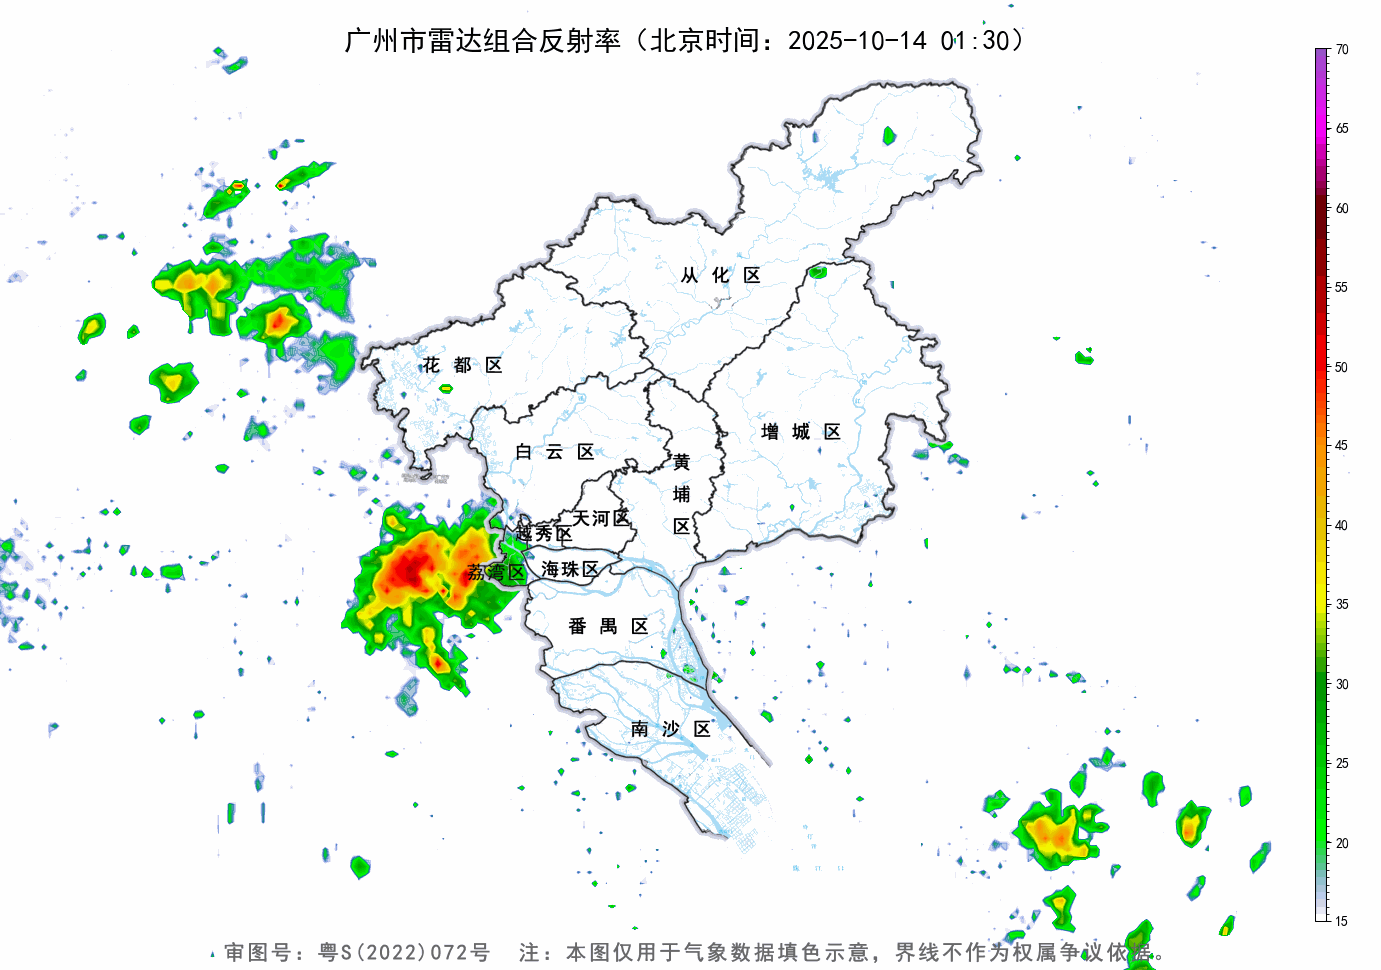 广州市雷达组合反射率（北京时间：2025-10-14 01:30）
70
65
60
55
50
45
40
35
30
25
20
15
从化区
花都区
增城区
白云区
黄埔区
天河区
越秀区
荔湾区
海珠区
番禺区
南沙区
审图号：粤S(2022)072号 注：本图仅用于气象数据填色示意，界线不作为权属争议依据。